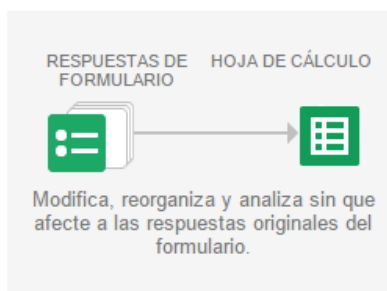 RESPUESTAS DE FORMULARIO
HOJA DE CÁLCULO
Modifica, reorganiza y analiza sin que
afecte a las respuestas originales del
formulario.